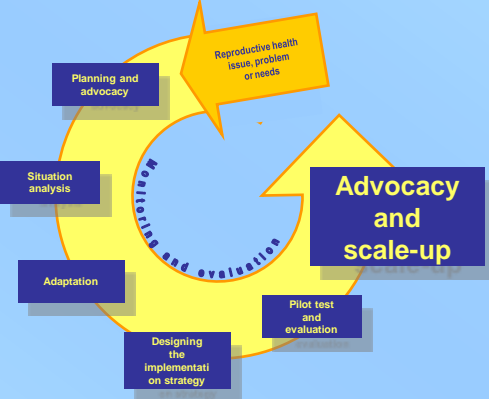 Reproductive health
issue, problem
or needs
Planning and
advocacy
Situation
analysis
Adaptation
Designing
the
implementati
on strategy
Pilot test
and
evaluation
Advocacy
and
scale-up
Monitoring and evaluation